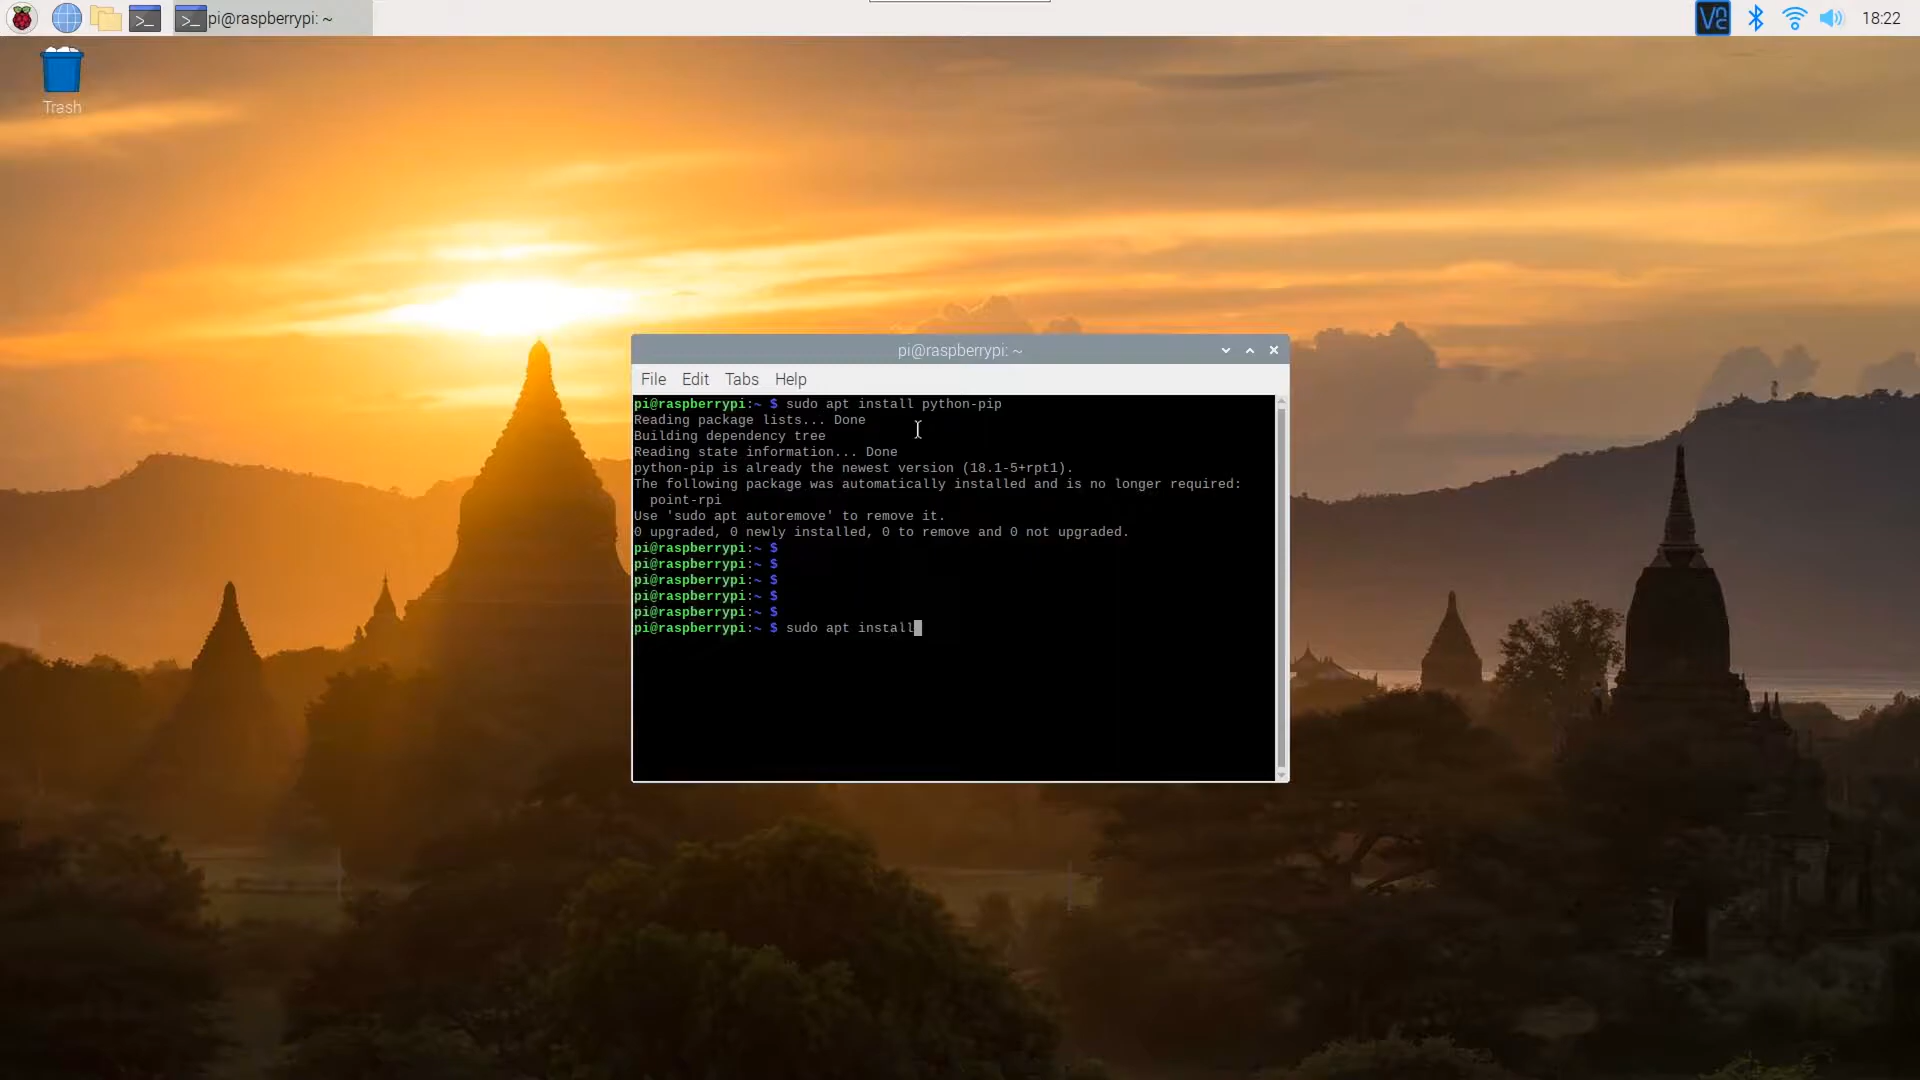 pi@raspberrypi: ~
18:22
Trash
pi@raspberrypi: ~
File Edit Tabs Help
pi@raspberrypi:~ $ sudo apt install python-pip
Reading package lists... Done
Building dependency tree
Reading state information... Done
python-pip is already the newest version (18.1-5+rpt1).
The following package was automatically installed and is no longer required:
point-rpi
Use 'sudo apt autoremove' to remove it.
0 upgraded, 0 newly installed, 0 to remove and 0 not upgraded.
pi@raspberrypi:~ $
pi@raspberrypi:~ $
pi@raspberrypi:~ $
pi@raspberrypi:~ $
pi@raspberrypi:~ $
pi@raspberrypi:~ $ sudo apt install